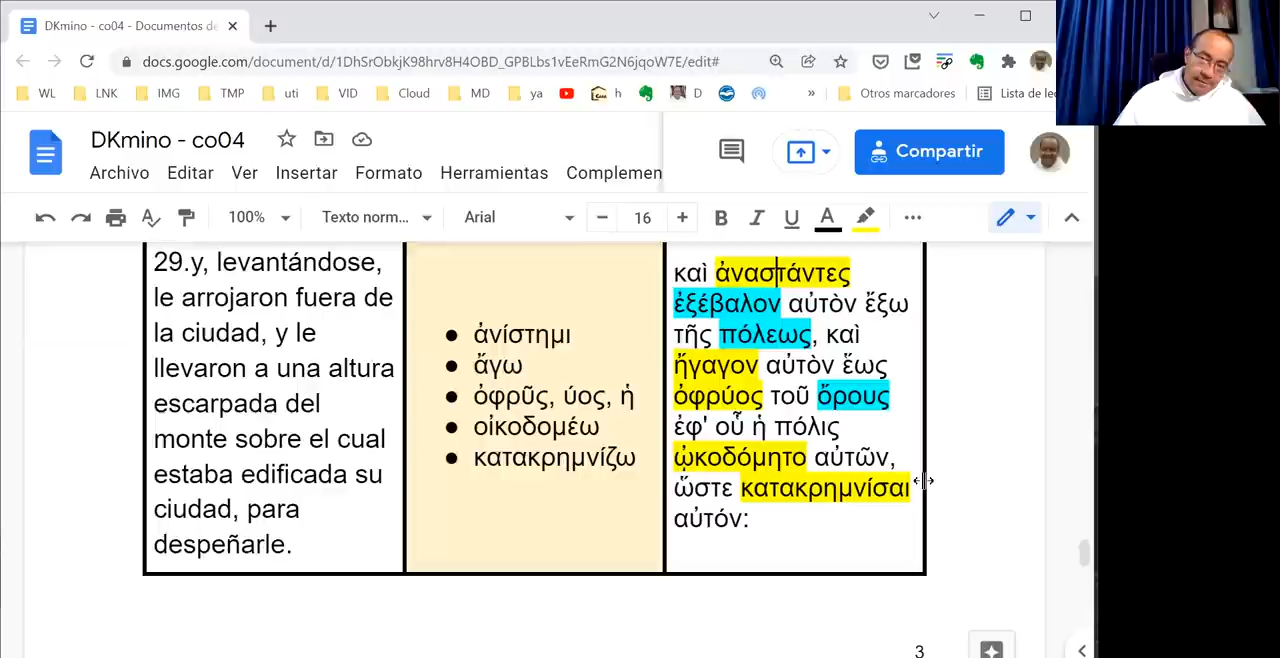 DKmino - co04 - Documentos de
docs.google.com/document/d/1DhSrObkjK98hrv8H4OBD_GPBLbs1vEeRmG2N6jqoW7E/edit#
WL LNK IMG TMP uti VID Cloud MD ya h D » Otros marcadores Lista de lec
DKmino - co04
Archivo Editar Ver Insertar Formato Herramientas Complemen
Compartir
100% Texto norm... Arial 16 B I U A
29.y, levantándose,
le arrojaron fuera de
la ciudad, y le
llevaron a una altura
escarpada del
monte sobre el cual
estaba edificada su
ciudad, para
despeñarle.
● ἀνίστημι
● ἄγω
● ὀφρῦς, ύος, ἡ
● οἰκοδομέω
● κατακρημνίζω
καὶ ἀναστάντες
ἐξέβαλον αὐτὸν ἔξω
τῆς πόλεως, καὶ
ἤγαγον αὐτὸν ἕως
ὀφρύος τοῦ ὄρους
ἐφ' οὗ ἡ πόλις
ᾠκοδόμητο αὐτῶν,
ὥστε κατακρημνίσαι
αὐτόν:
3